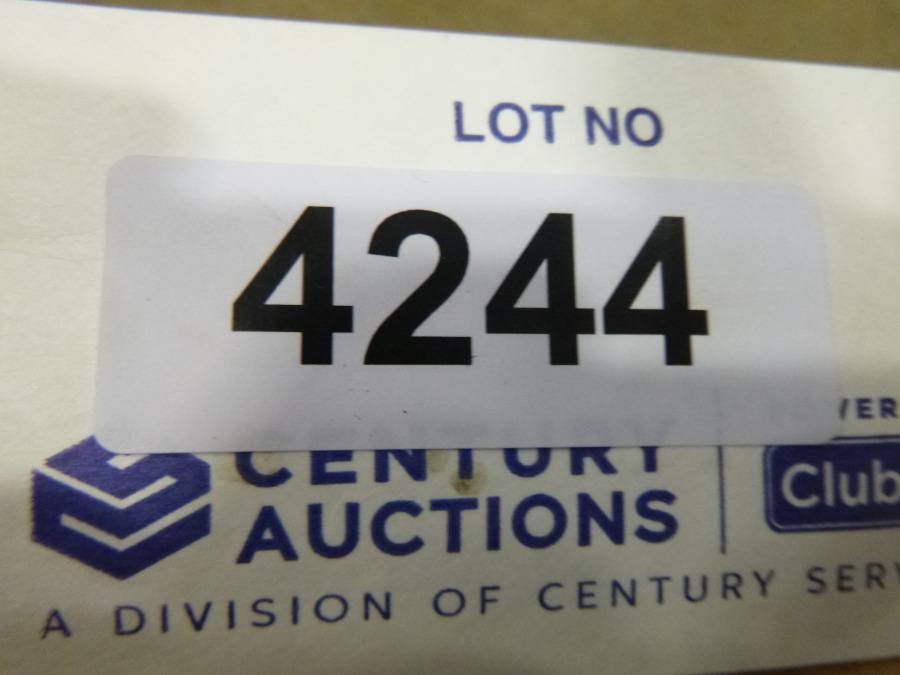 LOT NO
4244
CENTURY
AUCTIONS
Club
A DIVISION OF CENTURY